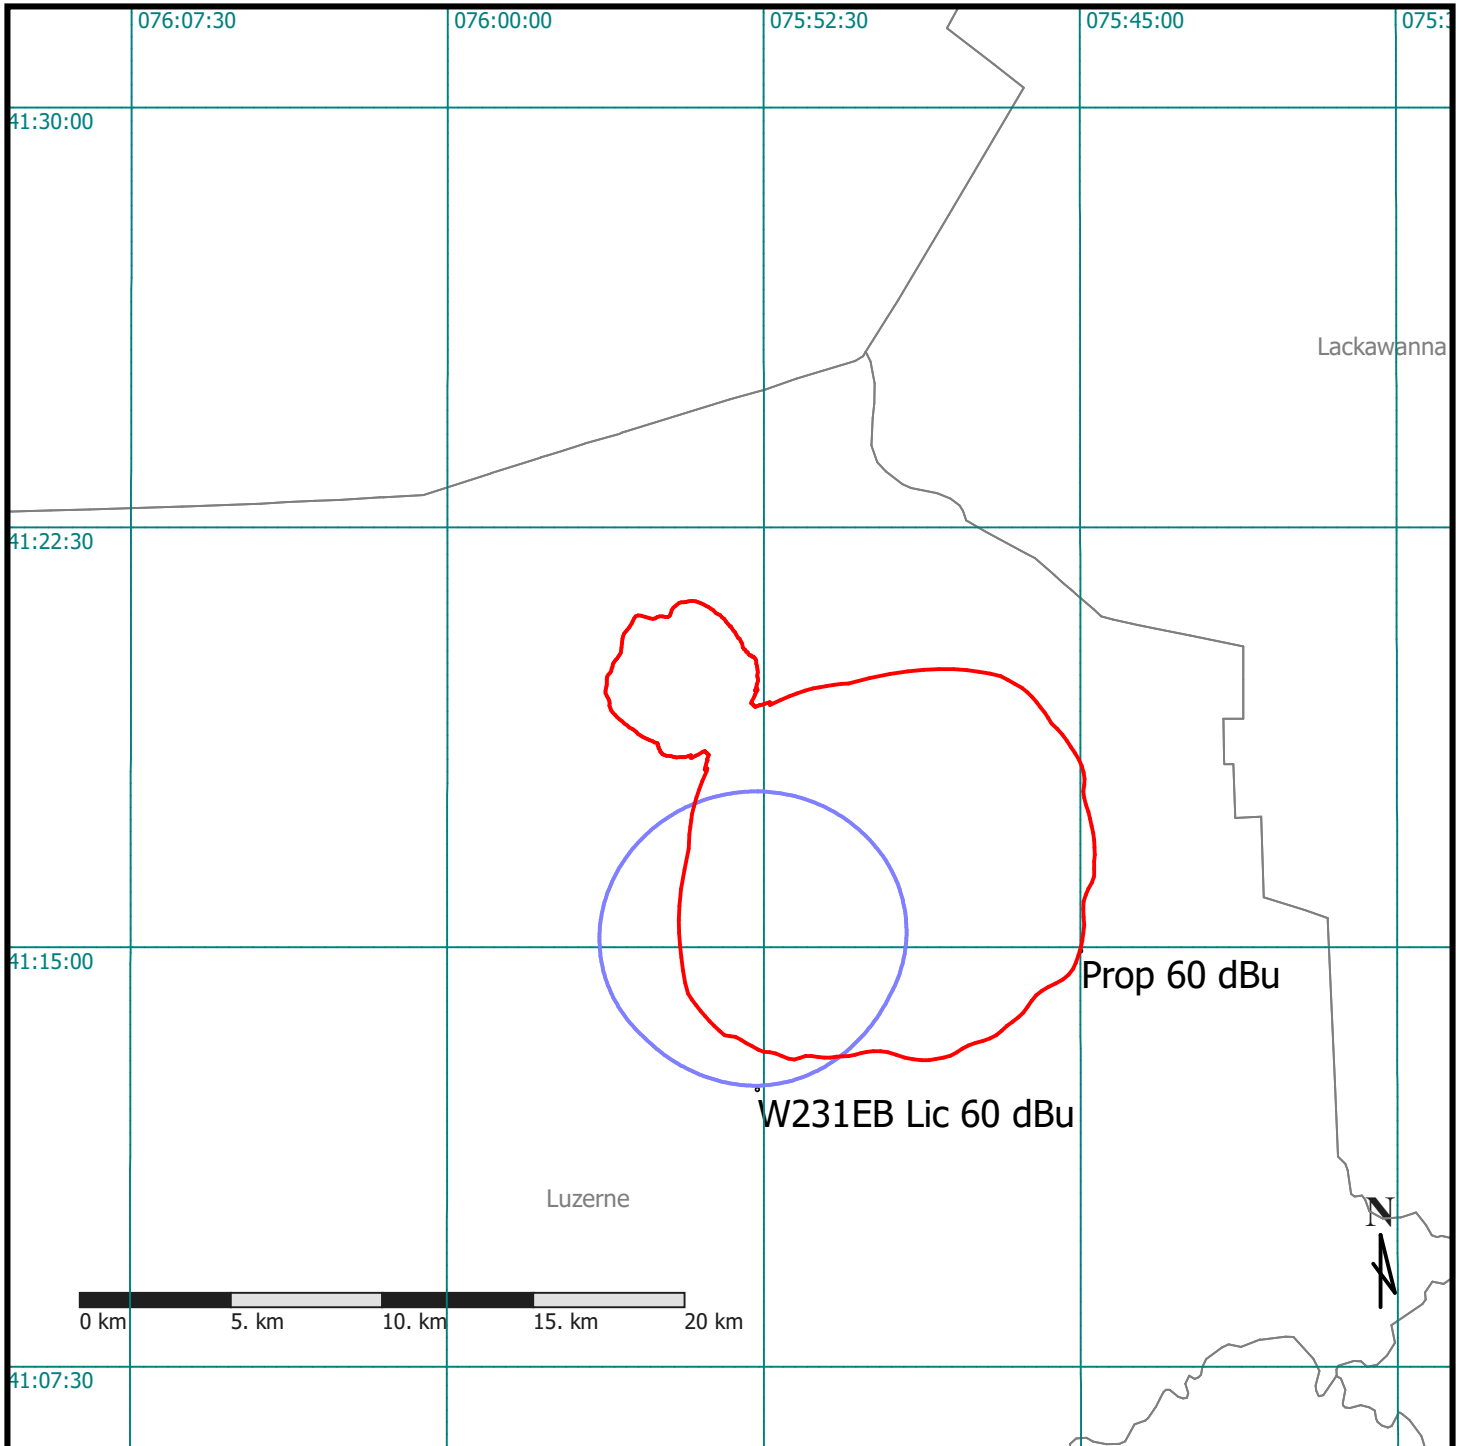 076:07:30
076:00:00
075:52:30
075:45:00
41:30:00
Lackawanna
41:22:30
41:15:00
Prop 60 dBu
W231EB Lic 60 dBu
Luzerne
N
0 km
5. km
10. km
15. km
20 km
41:07:30